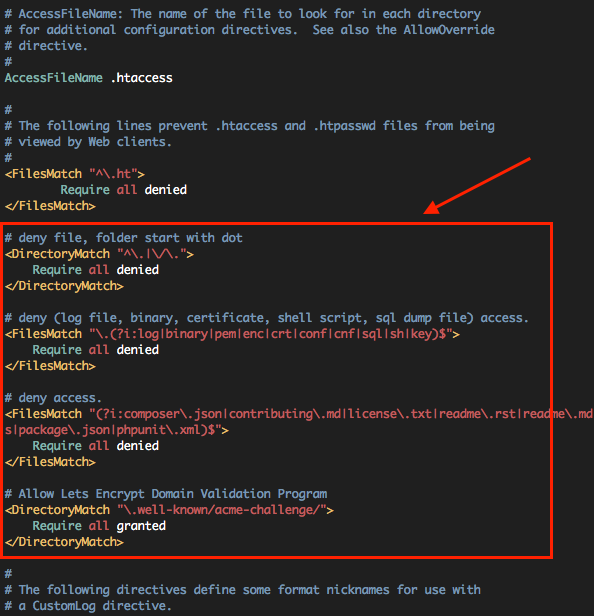 # AccessFileName: The name of the file to look for in each directory
# for additional configuration directives.  See also the AllowOverride
# directive.
#
AccessFileName .htaccess
#
# The following lines prevent .htaccess and .htpasswd files from being
# viewed by Web clients.
#
<FilesMatch "^\.ht">
Require all denied
</FilesMatch>
# deny file, folder start with dot
<DirectoryMatch "^\.|\/\.">
Require all denied
</DirectoryMatch>
# deny (log file, binary, certificate, shell script, sql dump file) access.
<FilesMatch "\.(?i:log|binary|pem|enc|crt|conf|cnf|sql|sh|key)$">
Require all denied
</FilesMatch>
# deny access.
<FilesMatch "(?i:composer\.json|contributing\.md|license\.txt|readme\.rst|readme\.md
s|package\.json|phpunit\.xml)$">
Require all denied
</FilesMatch>
# Allow Lets Encrypt Domain Validation Program
<DirectoryMatch "\.well-known/acme-challenge/">
Require all granted
</DirectoryMatch>
#
# The following directives define some format nicknames for use with
# a CustomLog directive.